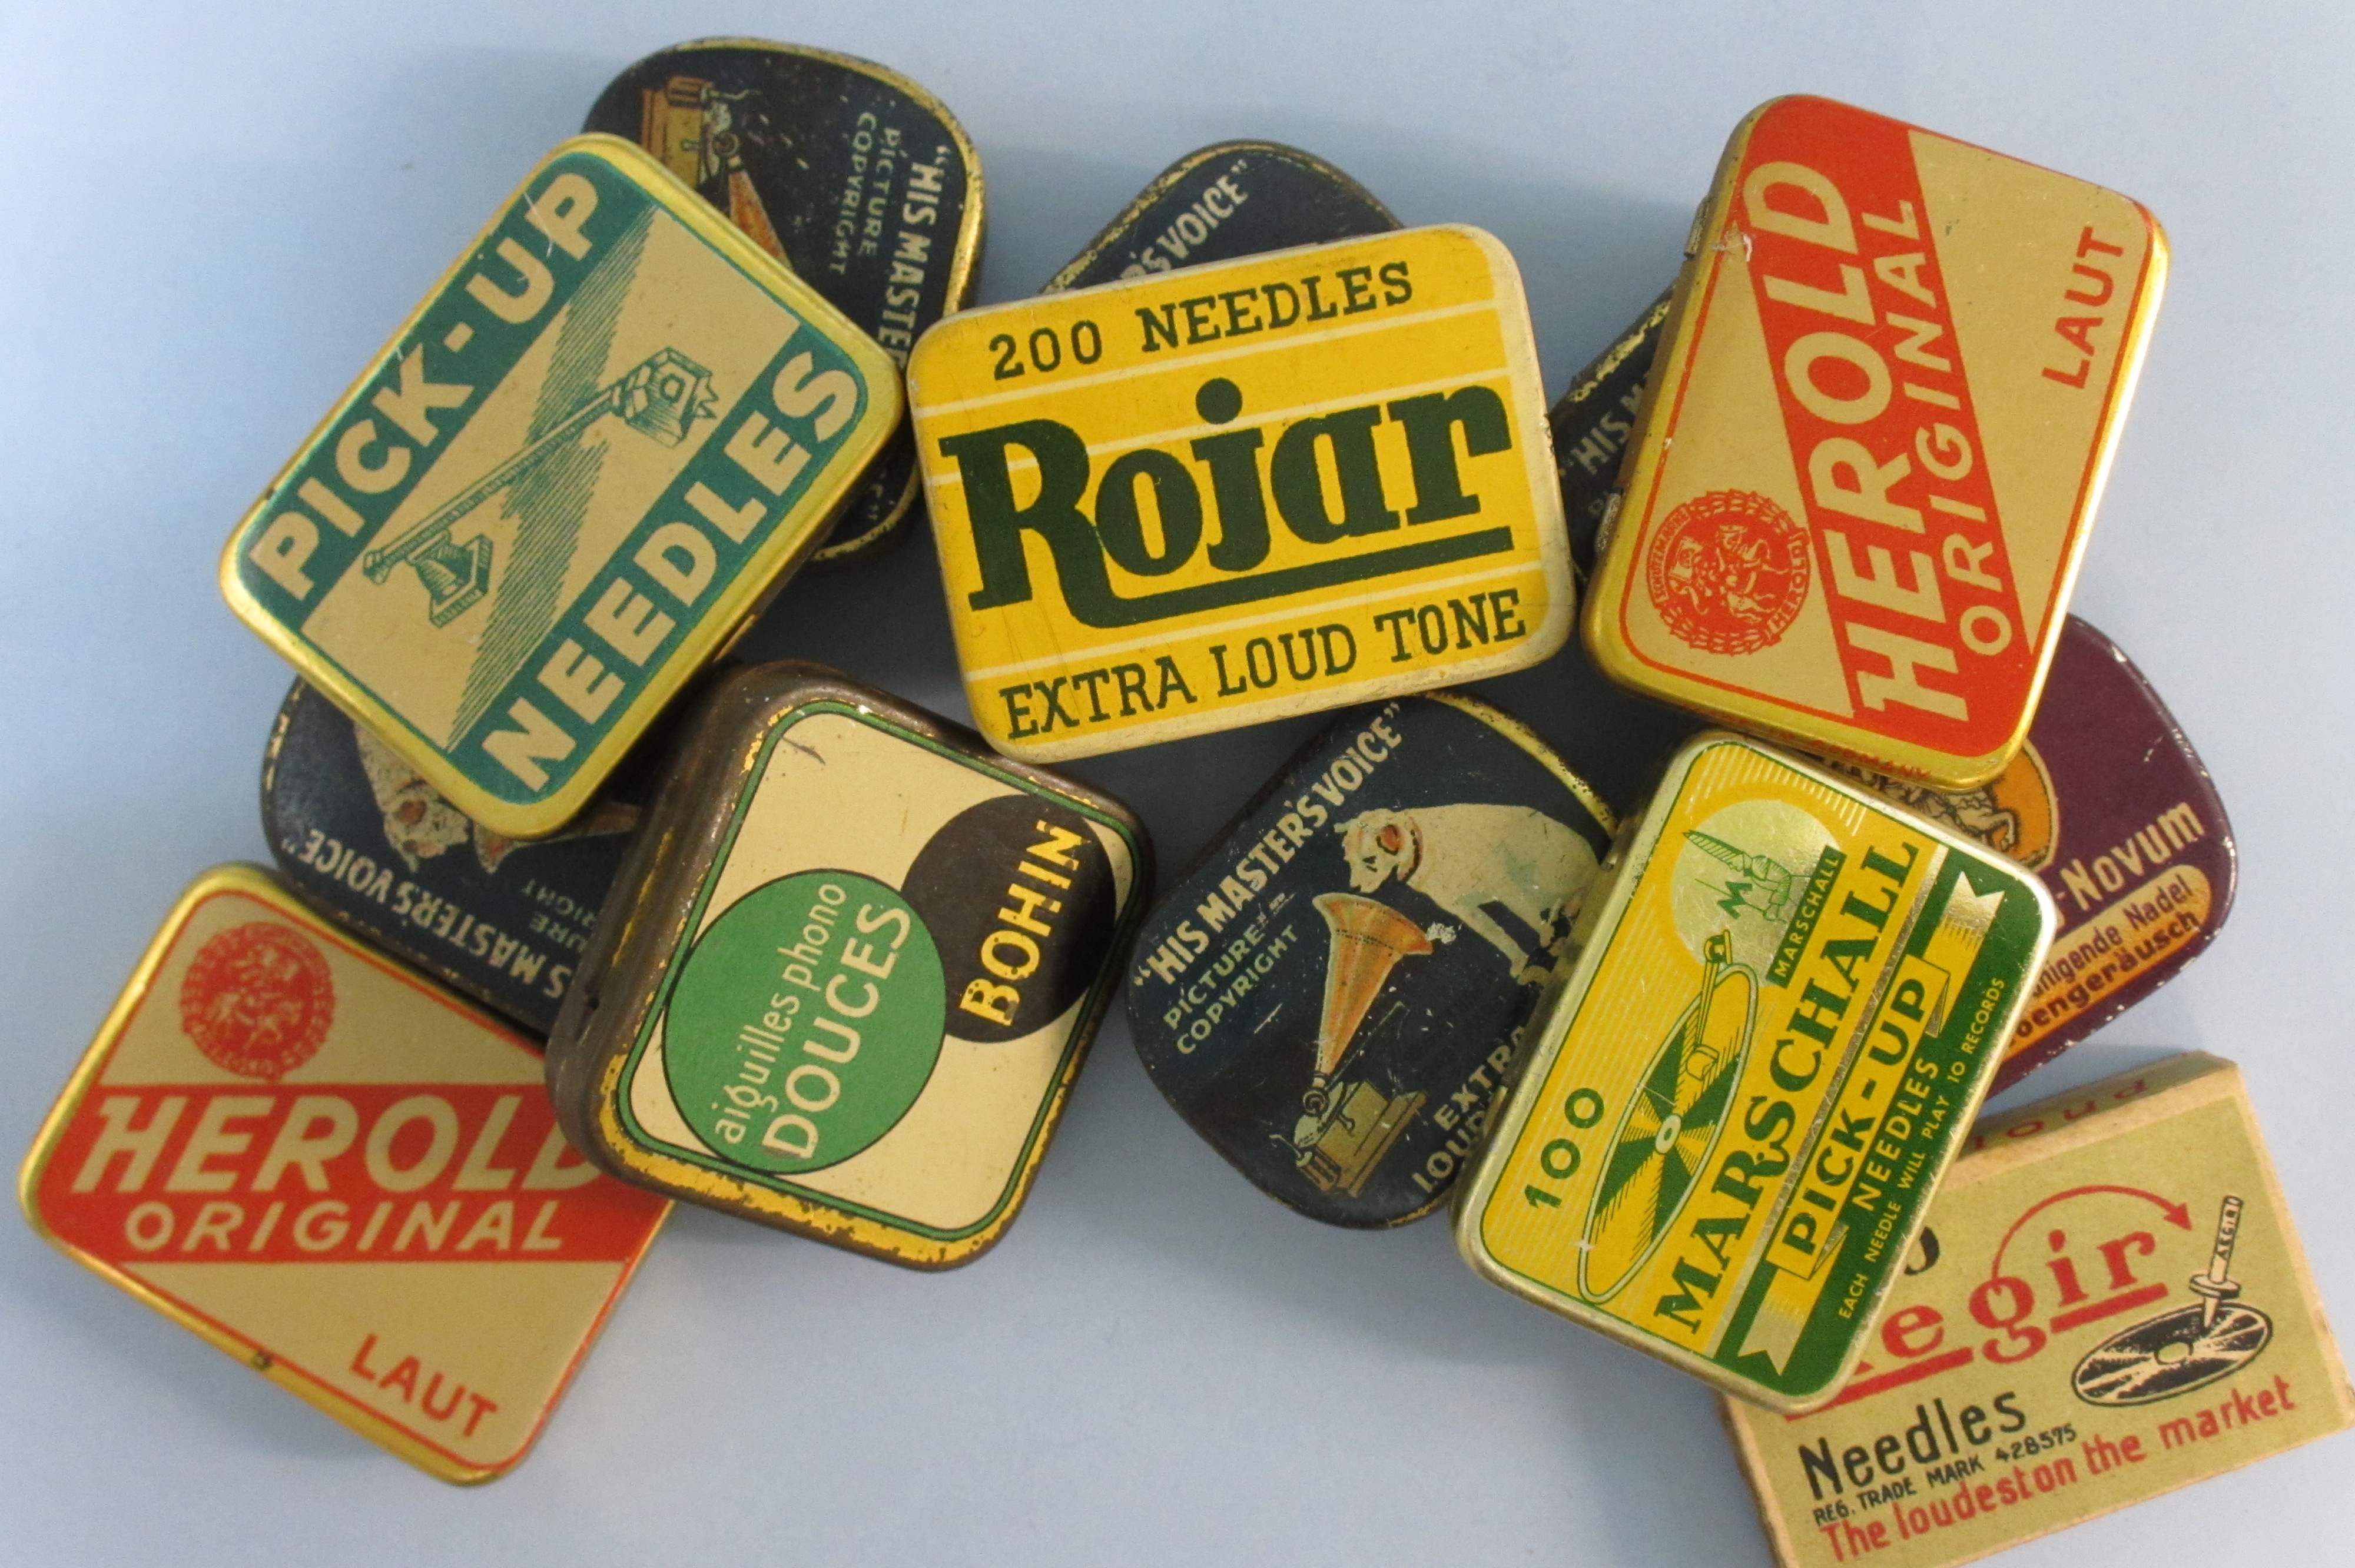 "HIS MASTER
PICTURE
COPYRIGHT
PICK-UP
NEEDLES
VOICE"
200 NEEDLES
Rojar
EXTRA LOUD TONE
"HIS
HEROLD
ORIGINAL
LAUT
HEROLD
MASTER'S VOICE"
HEROLD
ORIGINAL
LAUT
aiguilles phono
DOUCES
BOHIN
"HIS MASTER'S VOICE"
PICTURE
COPYRIGHT
EXTRA
LOUD
100
MARSCHALL
MARSCHALL
PICK-UP
NEEDLES
EACH NEEDLE WILL PLAY 10 RECORDS
-Novum
Nadel
egir
Needles
REG. TRADE MARK 428575
The loudest on the market